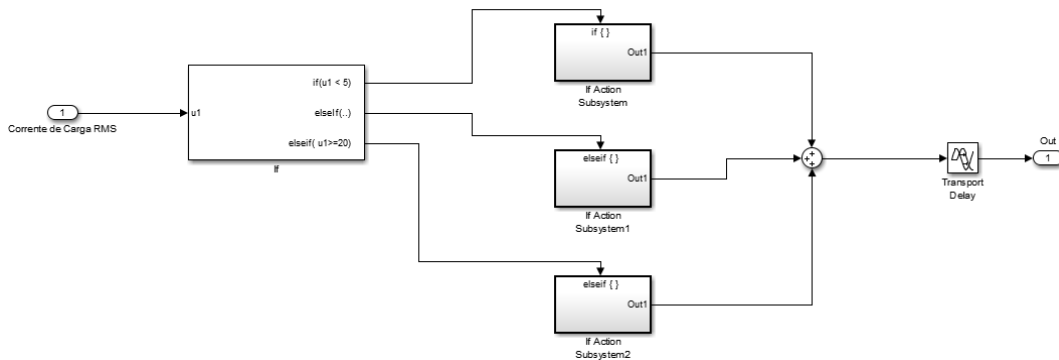 1
Corrente de Carga RMS
u1
if(u1 < 5)
elseif(..)
elseif( u1>=20)
If
if { }
Out1
If Action
Subsystem
elseif { }
Out1
If Action
Subsystem1
elseif { }
Out1
If Action
Subsystem2
+
+
+
Transport
Delay
Out
1